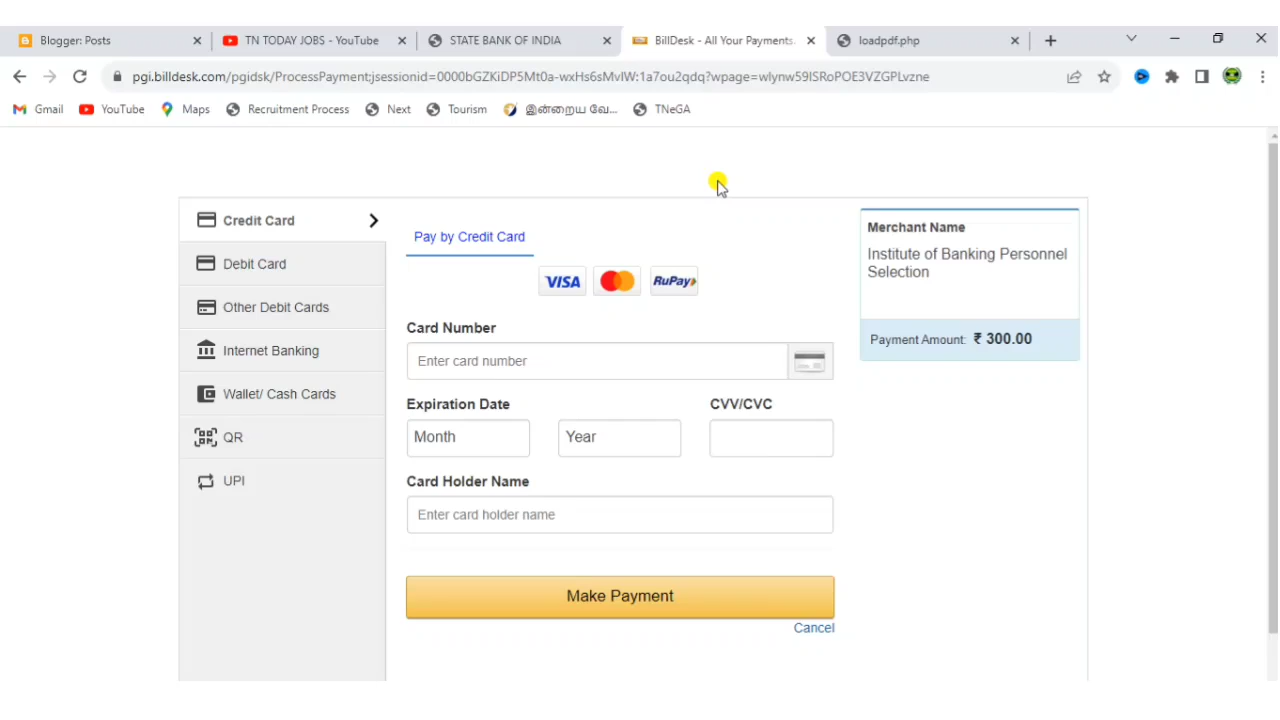 Blogger: Posts
TN TODAY JOBS - YouTube
STATE BANK OF INDIA
BillDesk - All Your Payments.
loadpdf.php
pgi.billdesk.com/pgidsk/ProcessPayment;jsessionid=0000bGZKiDP5Mt0a-wxHs6sMvIW:1a7ou2qdq?wpage=wlynw59ISRoPOE3VZGPLvzne
Gmail
YouTube
Maps
Recruitment Process
Next
Tourism
இன்றைய வே...
TNeGA
Credit Card
Debit Card
Other Debit Cards
Internet Banking
Wallet/ Cash Cards
QR
UPI
Pay by Credit Card
VISA
RuPay
Card Number
Enter card number
Expiration Date
CVV/CVC
Month
Year
Card Holder Name
Enter card holder name
Make Payment
Cancel
Merchant Name
Institute of Banking Personnel
Selection
Payment Amount: ₹ 300.00